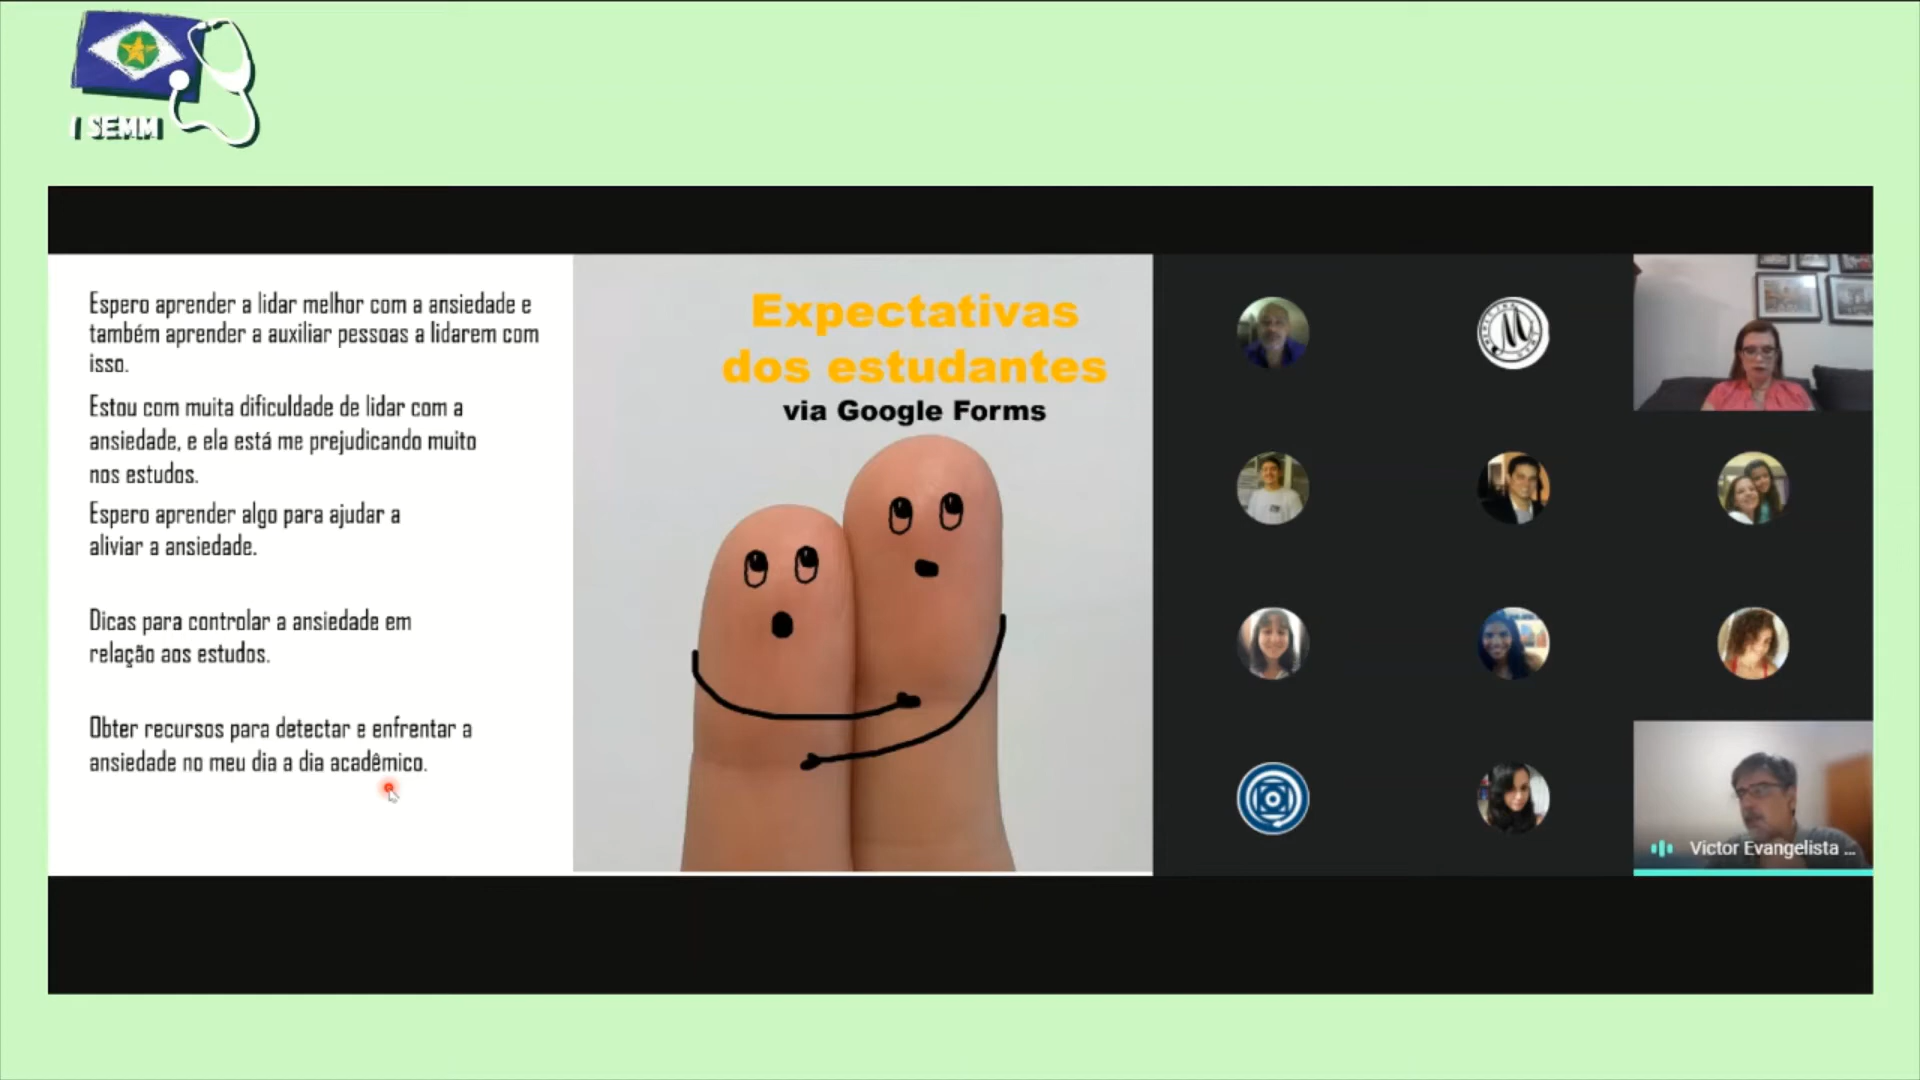 I SEMM
Espero aprender a lidar melhor com a ansiedade e
também aprender a auxiliar pessoas a lidarem com
isso.
Estou com muita dificuldade de lidar com a
ansiedade, e ela está me prejudicando muito
nos estudos.
Espero aprender algo para ajudar a
aliviar a ansiedade.
Dicas para controlar a ansiedade em
relação aos estudos.
Obter recursos para detectar e enfrentar a
ansiedade no meu dia a dia acadêmico.
Expectativas
dos estudantes
via Google Forms
M
Victor Evangelista ...